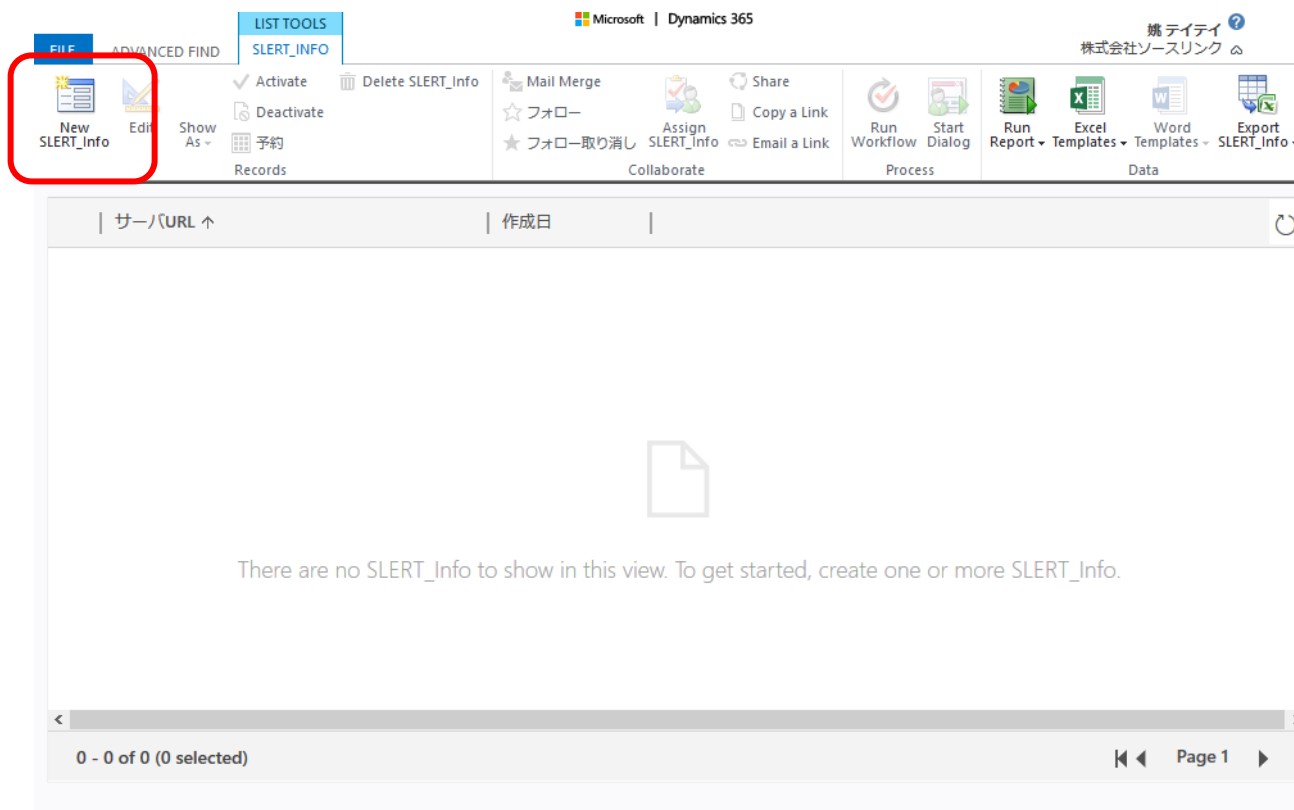 LIST TOOLS
Microsoft | Dynamics 365
姚 テイテイ
株式会社ソースリンク
FILE
ADVANCED FIND
SLERT_INFO
New
SLERT_Info
Edit
Show
As
Activate
Deactivate
予約
Delete SLERT_Info
Records
Mail Merge
フォロー
フォロー取り消し
Assign
SLERT_Info
Share
Copy a Link
Email a Link
Collaborate
Run
Workflow
Start
Dialog
Process
Run
Report
Excel
Templates
Word
Templates
Export
SLERT_Info
Data
サーバURL ↑
作成日
There are no SLERT_Info to show in this view. To get started, create one or more SLERT_Info.
0 - 0 of 0 (0 selected)
Page 1